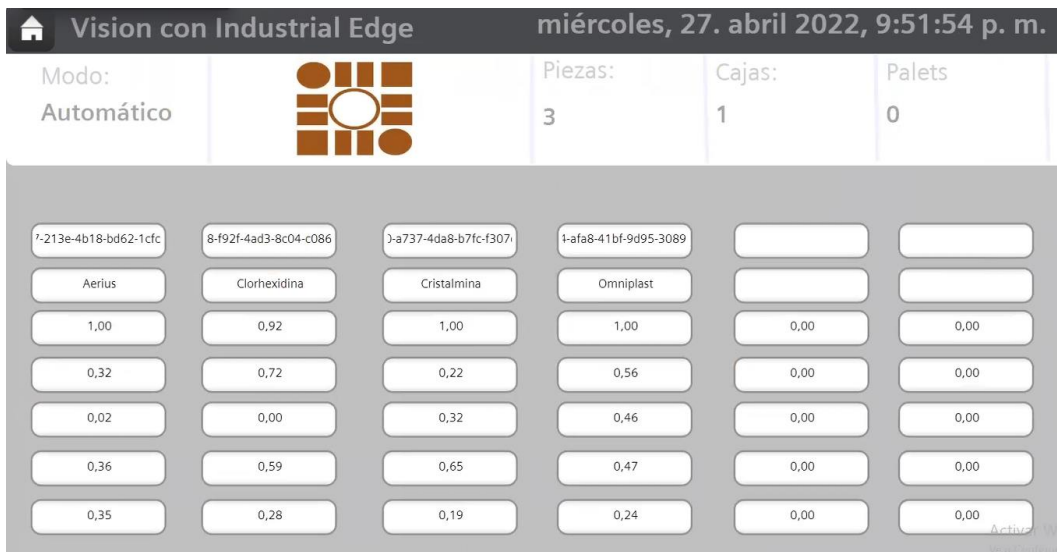 Vision con Industrial Edge miércoles, 27. abril 2022, 9:51:54 p. m.
Modo: Piezas: Cajas: Palets
Automático 3 1 0
-213e-4b18-bd62-1cfc 8-f92f-4ad3-8c04-c086 -a737-4da8-b7fc-f307 -afa8-41bf-9d95-3089
Aerius Clorhexidina Cristalmina Omniplast
1,00 0,92 1,00 1,00 0,00 0,00
0,32 0,72 0,22 0,56 0,00 0,00
0,02 0,00 0,32 0,46 0,00 0,00
0,36 0,59 0,65 0,47 0,00 0,00
0,35 0,28 0,19 0,24 0,00 0,00
Activar